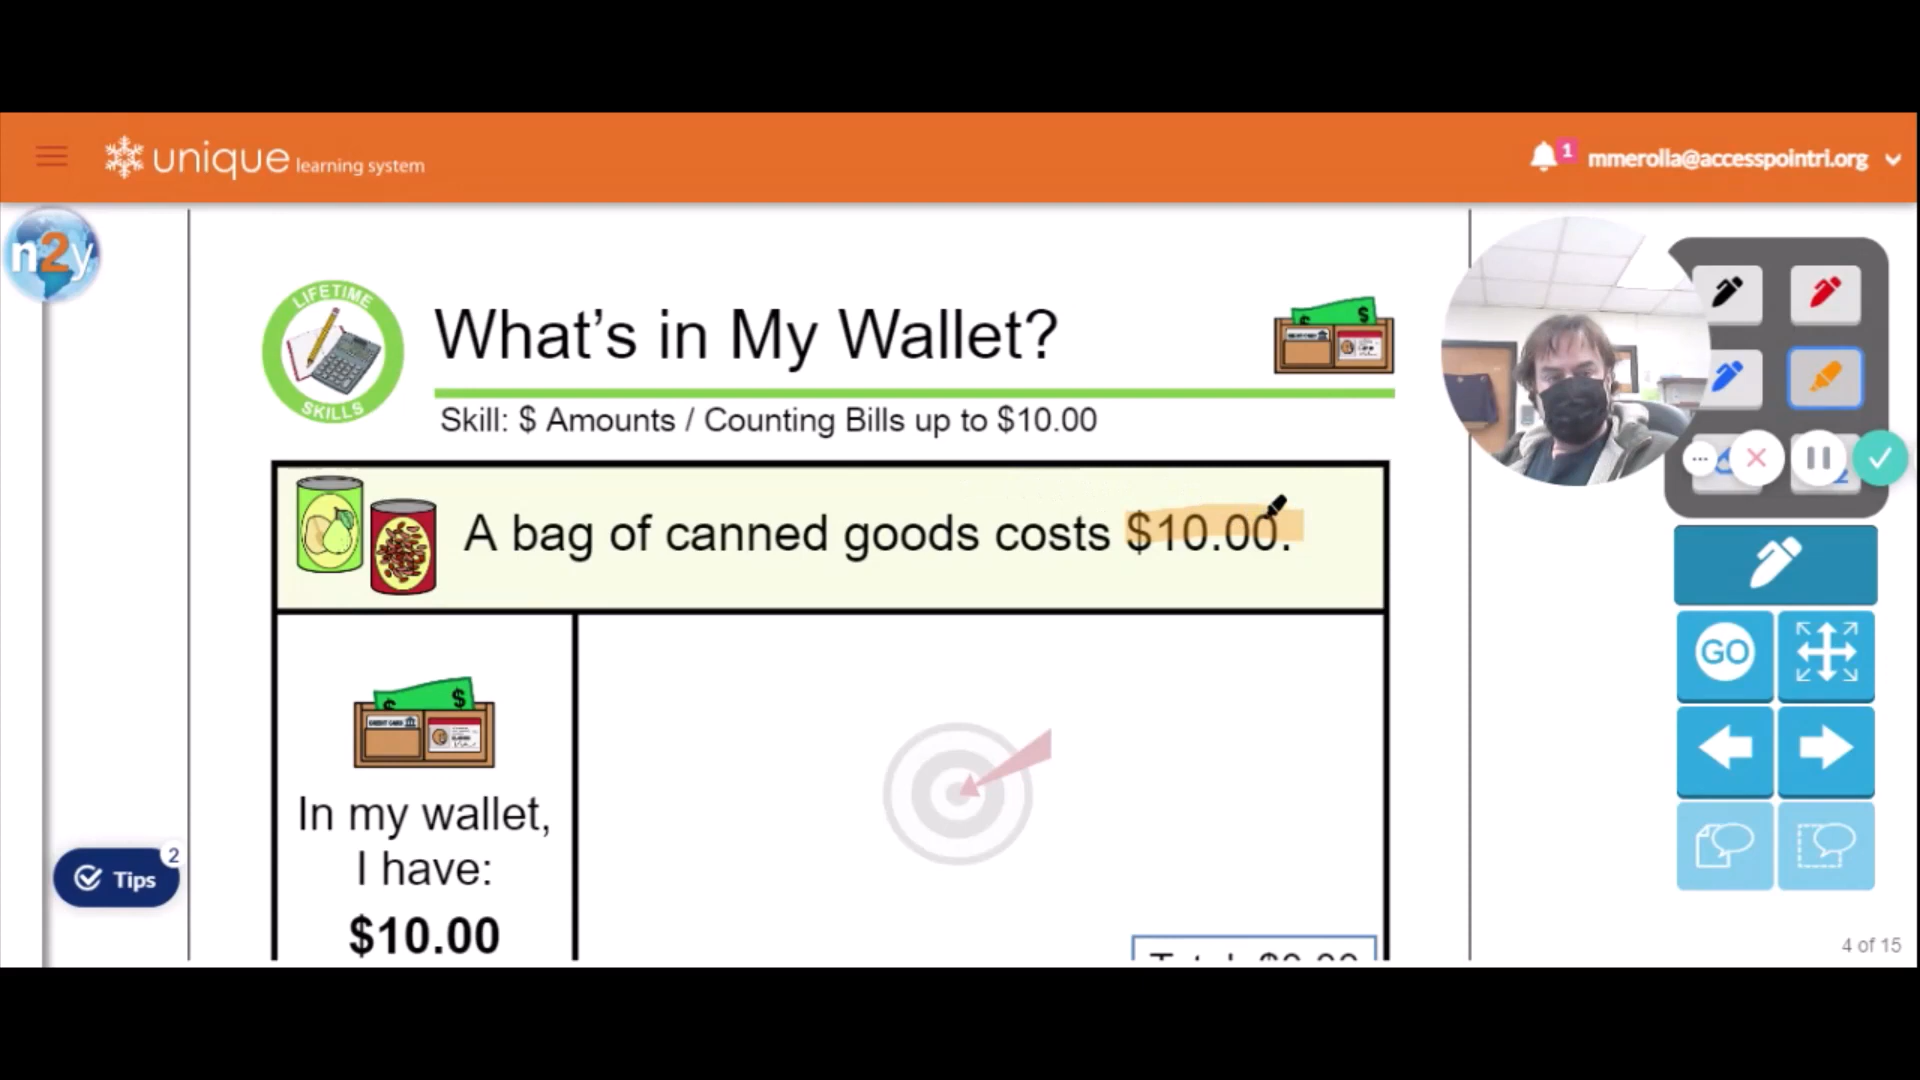 unique learning system
1
mmerolla@accesspointri.org
n2y
LIFETIME
SKILLS
What's in My Wallet?
Skill: $ Amounts / Counting Bills up to $10.00
A bag of canned goods costs $10.00.
CREDIT CARD
In my wallet,
I have:
$10.00
GO
Tips
2
4 of 15